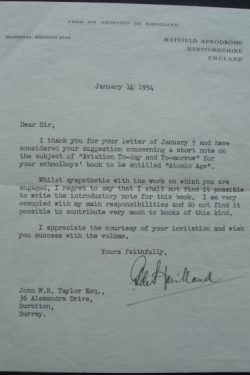 FROM SIR GEOFFREY DE HAVILLAND
HATFIELD AERODROME
HERTFORDSHIRE
ENGLAND
January 14 1954
Dear Sir,
I thank you for your letter of January 5 and have
considered your suggestion concerning a short note on
the subject of "Aviation To-day and To-morrow" for
your schoolboys' book to be entitled "Atomic Age".
Whilst sympathetic with the work on which you are
engaged, I regret to say that I shall not find it possible
to write the introductory note for this book. I am very
occupied with my main responsibilities and do not find it
possible to contribute very much to books of this kind.
I appreciate the courtesy of your invitation and wish
you success with the volume.
Yours faithfully,
John W.R. Taylor Esq.,
36 Alexandra Drive,
Surbiton,
Surrey.